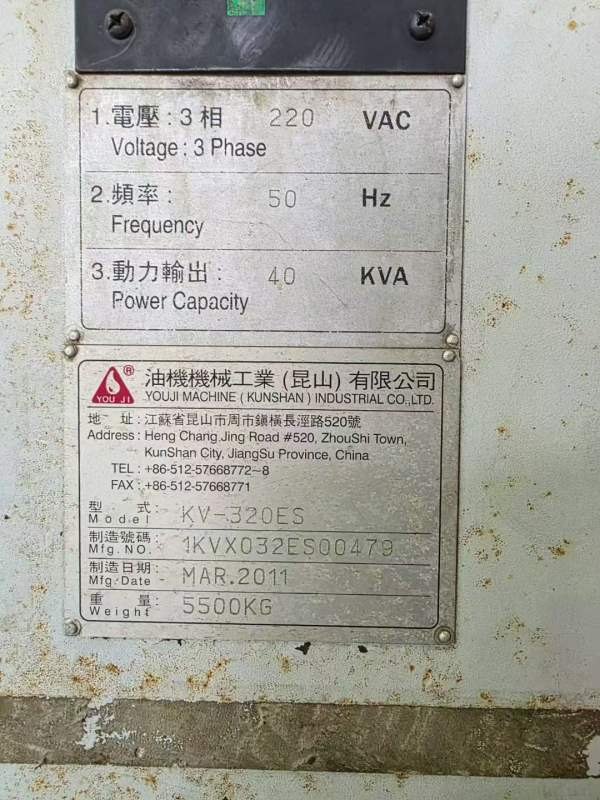 1.電壓:3相 220 VAC
Voltage: 3 Phase
2.頻率: 50 Hz
Frequency
3.動力輸出: 40 KVA
Power Capacity
YOU JI ® 油機機械工業(昆山)有限公司
YOUJI MACHINE (KUNSHAN) INDUSTRIAL CO.,LTD.
地 址:江蘇省昆山市周市鎮橫長涇路520號
Address: Heng Chang Jing Road #520, ZhouShi Town,
KunShan City, JiangSu Province, China
TEL: +86-512-57668772~8
FAX: +86-512-57668771
型 式: KV-320ES
Model
制造號碼: 1KVX032ES00479
Mfg. NO.
制造日期: MAR.2011
Mfg. Date
重 量: 5500KG
Weight